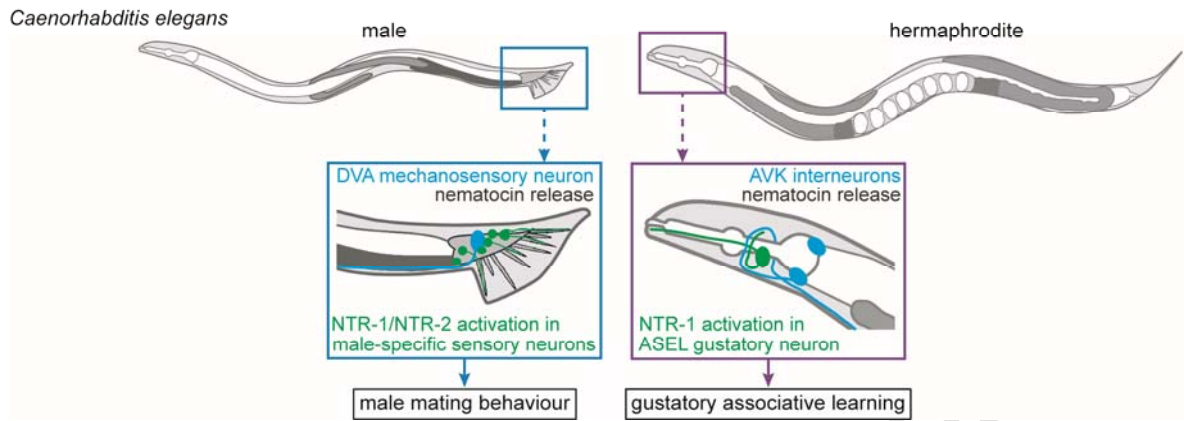 Caenorhabditis elegans
male
hermaphrodite
DVA mechanosensory neuron
nematocin release
NTR-1/NTR-2 activation in
male-specific sensory neurons
male mating behaviour
AVK interneurons
nematocin release
NTR-1 activation in
ASEL gustatory neuron
gustatory associative learning